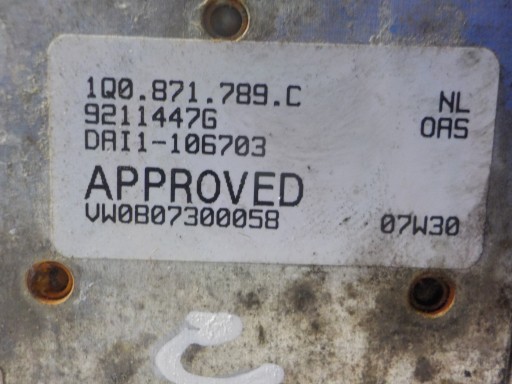 1Q0.871.789.C
NL
9211447G
OAS
DAI1-106703
APPROVED
VW0B07300058
07W30